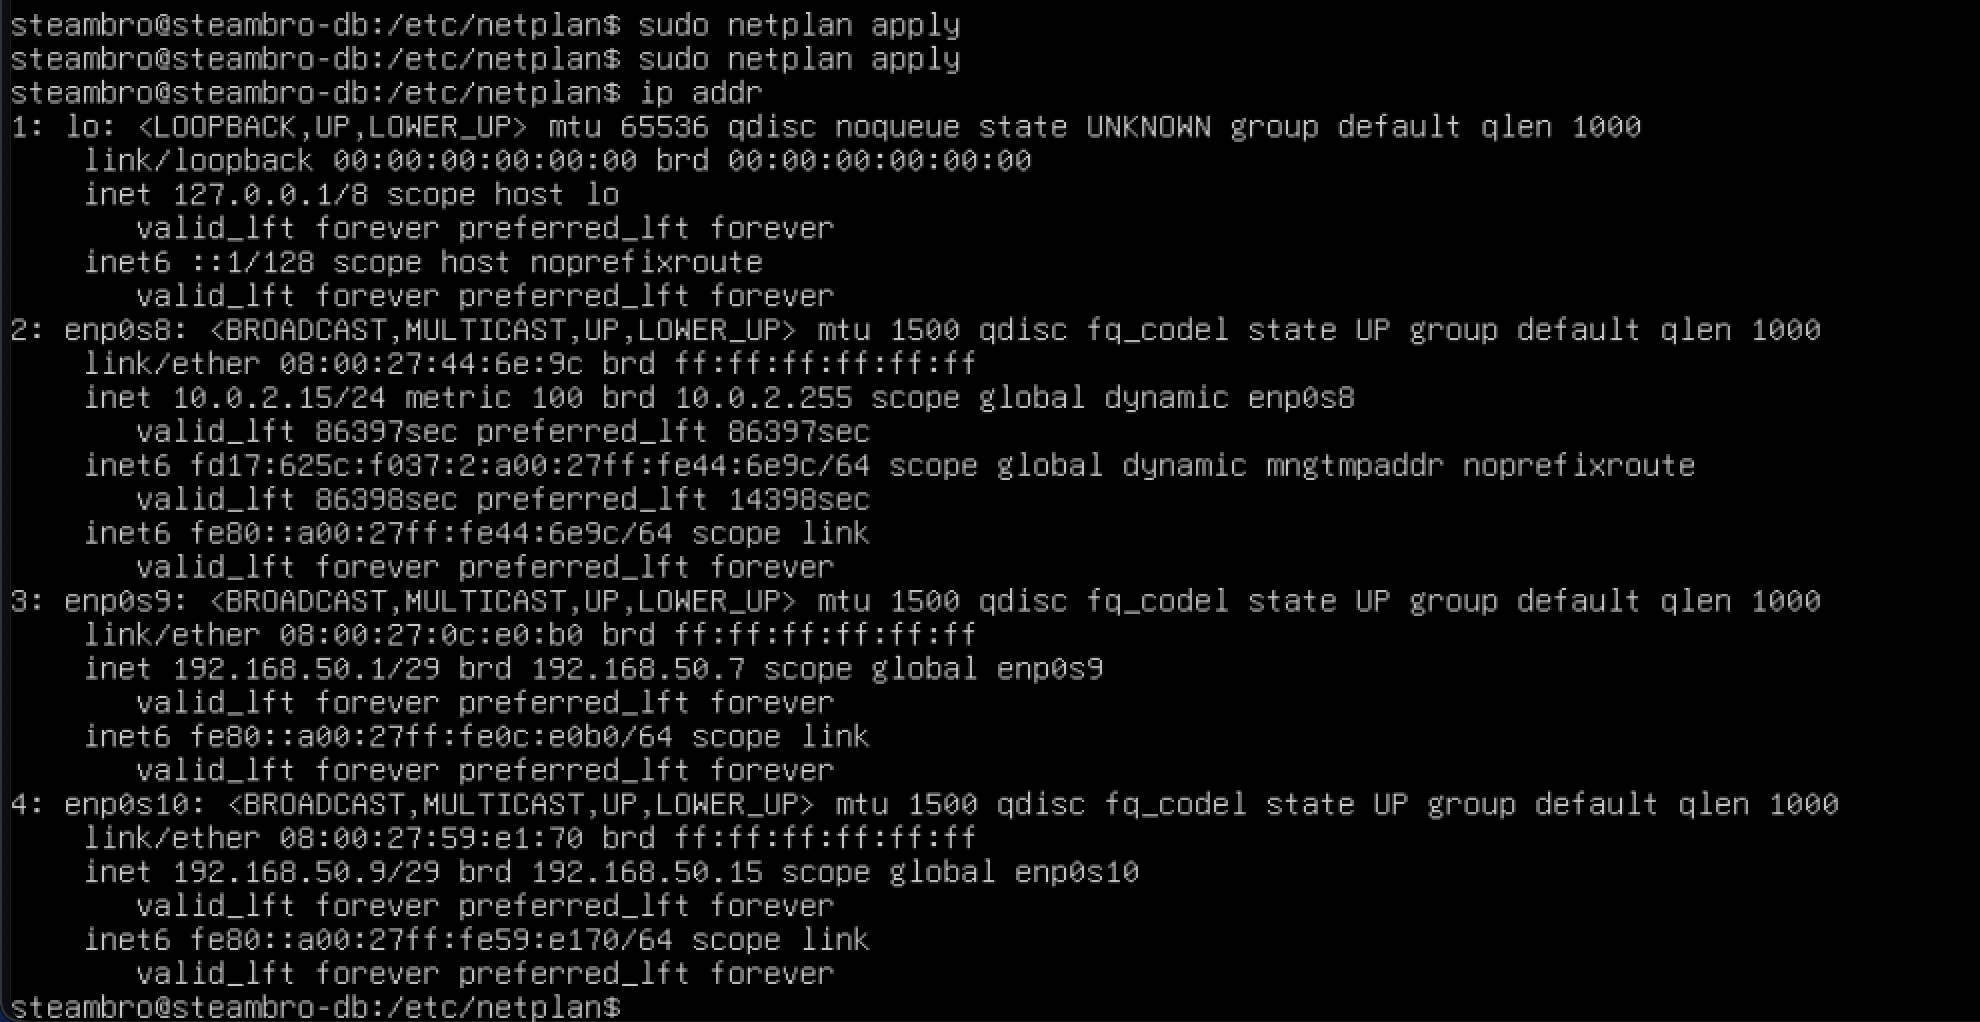 steambro@steambro-db:/etc/netplan$ sudo netplan apply
steambro@steambro-db:/etc/netplan$ sudo netplan apply
steambro@steambro-db:/etc/netplan$ ip addr
1: lo: <LOOPBACK,UP,LOWER_UP> mtu 65536 qdisc noqueue state UNKNOWN group default qlen 1000
    link/loopback 00:00:00:00:00:00 brd 00:00:00:00:00:00
    inet 127.0.0.1/8 scope host lo
       valid_lft forever preferred_lft forever
    inet6 ::1/128 scope host noprefixroute
       valid_lft forever preferred_lft forever
2: enp0s8: <BROADCAST,MULTICAST,UP,LOWER_UP> mtu 1500 qdisc fq_codel state UP group default qlen 1000
    link/ether 08:00:27:44:6e:9c brd ff:ff:ff:ff:ff:ff
    inet 10.0.2.15/24 metric 100 brd 10.0.2.255 scope global dynamic enp0s8
       valid_lft 86397sec preferred_lft 86397sec
    inet6 fd17:625c:f037:2:a00:27ff:fe44:6e9c/64 scope global dynamic mngtmpaddr noprefixroute
       valid_lft 86398sec preferred_lft 14398sec
    inet6 fe80::a00:27ff:fe44:6e9c/64 scope link
       valid_lft forever preferred_lft forever
3: enp0s9: <BROADCAST,MULTICAST,UP,LOWER_UP> mtu 1500 qdisc fq_codel state UP group default qlen 1000
    link/ether 08:00:27:0c:e0:b0 brd ff:ff:ff:ff:ff:ff
    inet 192.168.50.1/29 brd 192.168.50.7 scope global enp0s9
       valid_lft forever preferred_lft forever
    inet6 fe80::a00:27ff:fe0c:e0b0/64 scope link
       valid_lft forever preferred_lft forever
4: enp0s10: <BROADCAST,MULTICAST,UP,LOWER_UP> mtu 1500 qdisc fq_codel state UP group default qlen 1000
    link/ether 08:00:27:59:e1:70 brd ff:ff:ff:ff:ff:ff
    inet 192.168.50.9/29 brd 192.168.50.15 scope global enp0s10
       valid_lft forever preferred_lft forever
    inet6 fe80::a00:27ff:fe59:e170/64 scope link
       valid_lft forever preferred_lft forever
steambro@steambro-db:/etc/netplan$